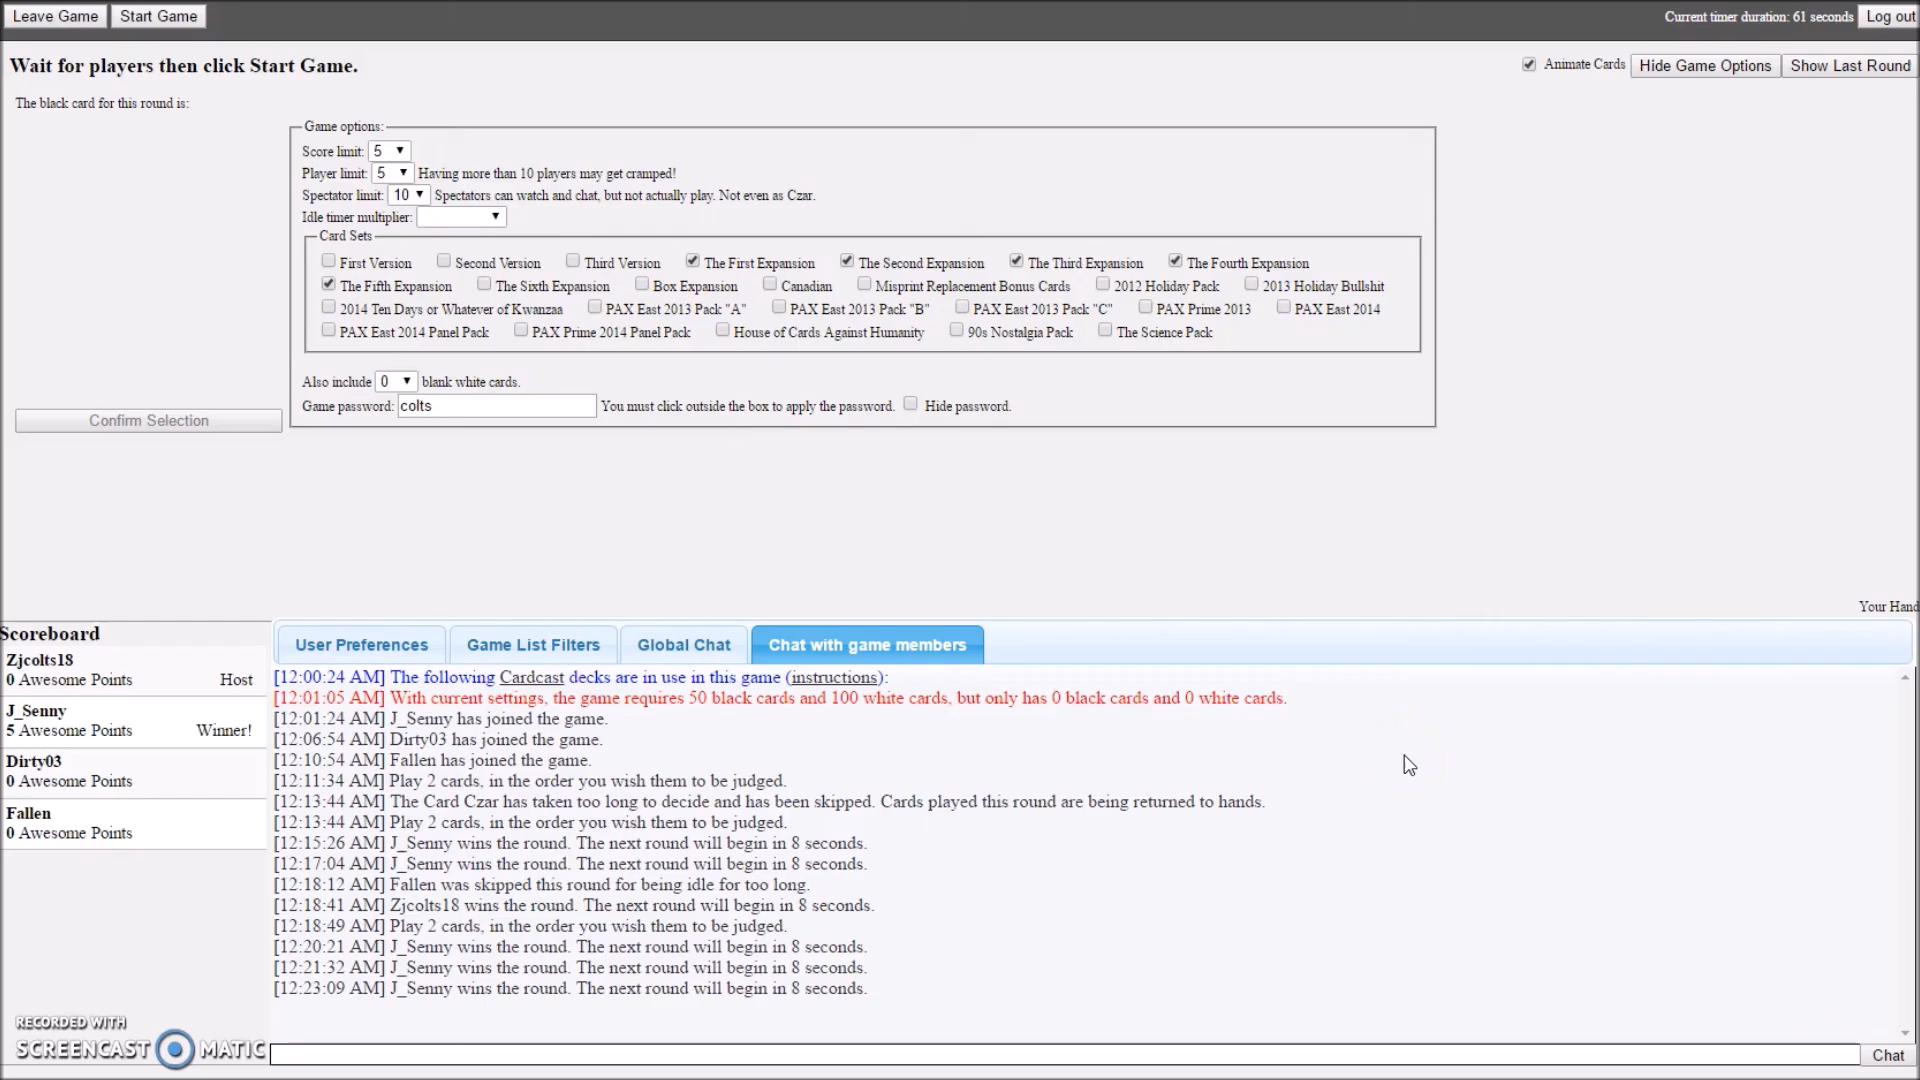 Leave Game Start Game Current timer duration: 61 seconds Log out
Wait for players then click Start Game. Animate Cards Hide Game Options Show Last Round
The black card for this round is:
Game options:
Score limit: 5
Player limit: 5 Having more than 10 players may get cramped!
Spectator limit: 10 Spectators can watch and chat, but not actually play. Not even as Czar.
Idle timer multiplier:
Card Sets
First Version Second Version Third Version The First Expansion The Second Expansion The Third Expansion The Fourth Expansion
The Fifth Expansion The Sixth Expansion Box Expansion Canadian Misprint Replacement Bonus Cards 2012 Holiday Pack 2013 Holiday Bullshit
2014 Ten Days or Whatever of Kwanzaa PAX East 2013 Pack "A" PAX East 2013 Pack "B" PAX East 2013 Pack "C" PAX Prime 2013 PAX East 2014
PAX East 2014 Panel Pack PAX Prime 2014 Panel Pack House of Cards Against Humanity 90s Nostalgia Pack The Science Pack
Also include 0 blank white cards.
Game password: colts You must click outside the box to apply the password. Hide password.
Confirm Selection
Your Hand
Scoreboard
Zjcolts18
0 Awesome Points Host
J_Senny
5 Awesome Points Winner!
Dirty03
0 Awesome Points
Fallen
0 Awesome Points
User Preferences Game List Filters Global Chat Chat with game members
[12:00:24 AM] The following Cardcast decks are in use in this game (instructions):
[12:01:05 AM] With current settings, the game requires 50 black cards and 100 white cards, but only has 0 black cards and 0 white cards.
[12:01:24 AM] J_Senny has joined the game.
[12:06:54 AM] Dirty03 has joined the game.
[12:10:54 AM] Fallen has joined the game.
[12:11:34 AM] Play 2 cards, in the order you wish them to be judged.
[12:13:44 AM] The Card Czar has taken too long to decide and has been skipped. Cards played this round are being returned to hands.
[12:13:44 AM] Play 2 cards, in the order you wish them to be judged.
[12:15:26 AM] J_Senny wins the round. The next round will begin in 8 seconds.
[12:17:04 AM] J_Senny wins the round. The next round will begin in 8 seconds.
[12:18:12 AM] Fallen was skipped this round for being idle for too long.
[12:18:41 AM] Zjcolts18 wins the round. The next round will begin in 8 seconds.
[12:18:49 AM] Play 2 cards, in the order you wish them to be judged.
[12:20:21 AM] J_Senny wins the round. The next round will begin in 8 seconds.
[12:21:32 AM] J_Senny wins the round. The next round will begin in 8 seconds.
[12:23:09 AM] J_Senny wins the round. The next round will begin in 8 seconds.
RECORDED WITH
SCREENCAST MATIC
Chat